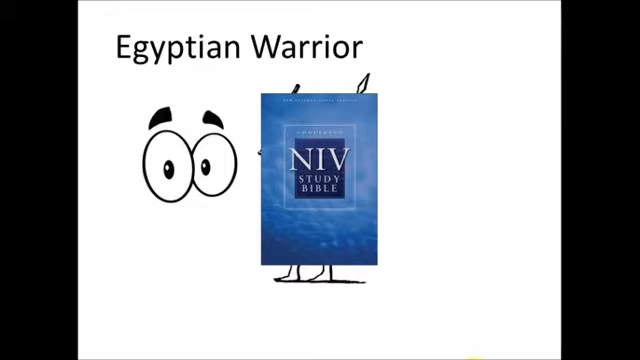 Egyptian Warrior
NEW INTERNATIONAL VERSION
ZONDERVAN
NIV
STUDY
BIBLE